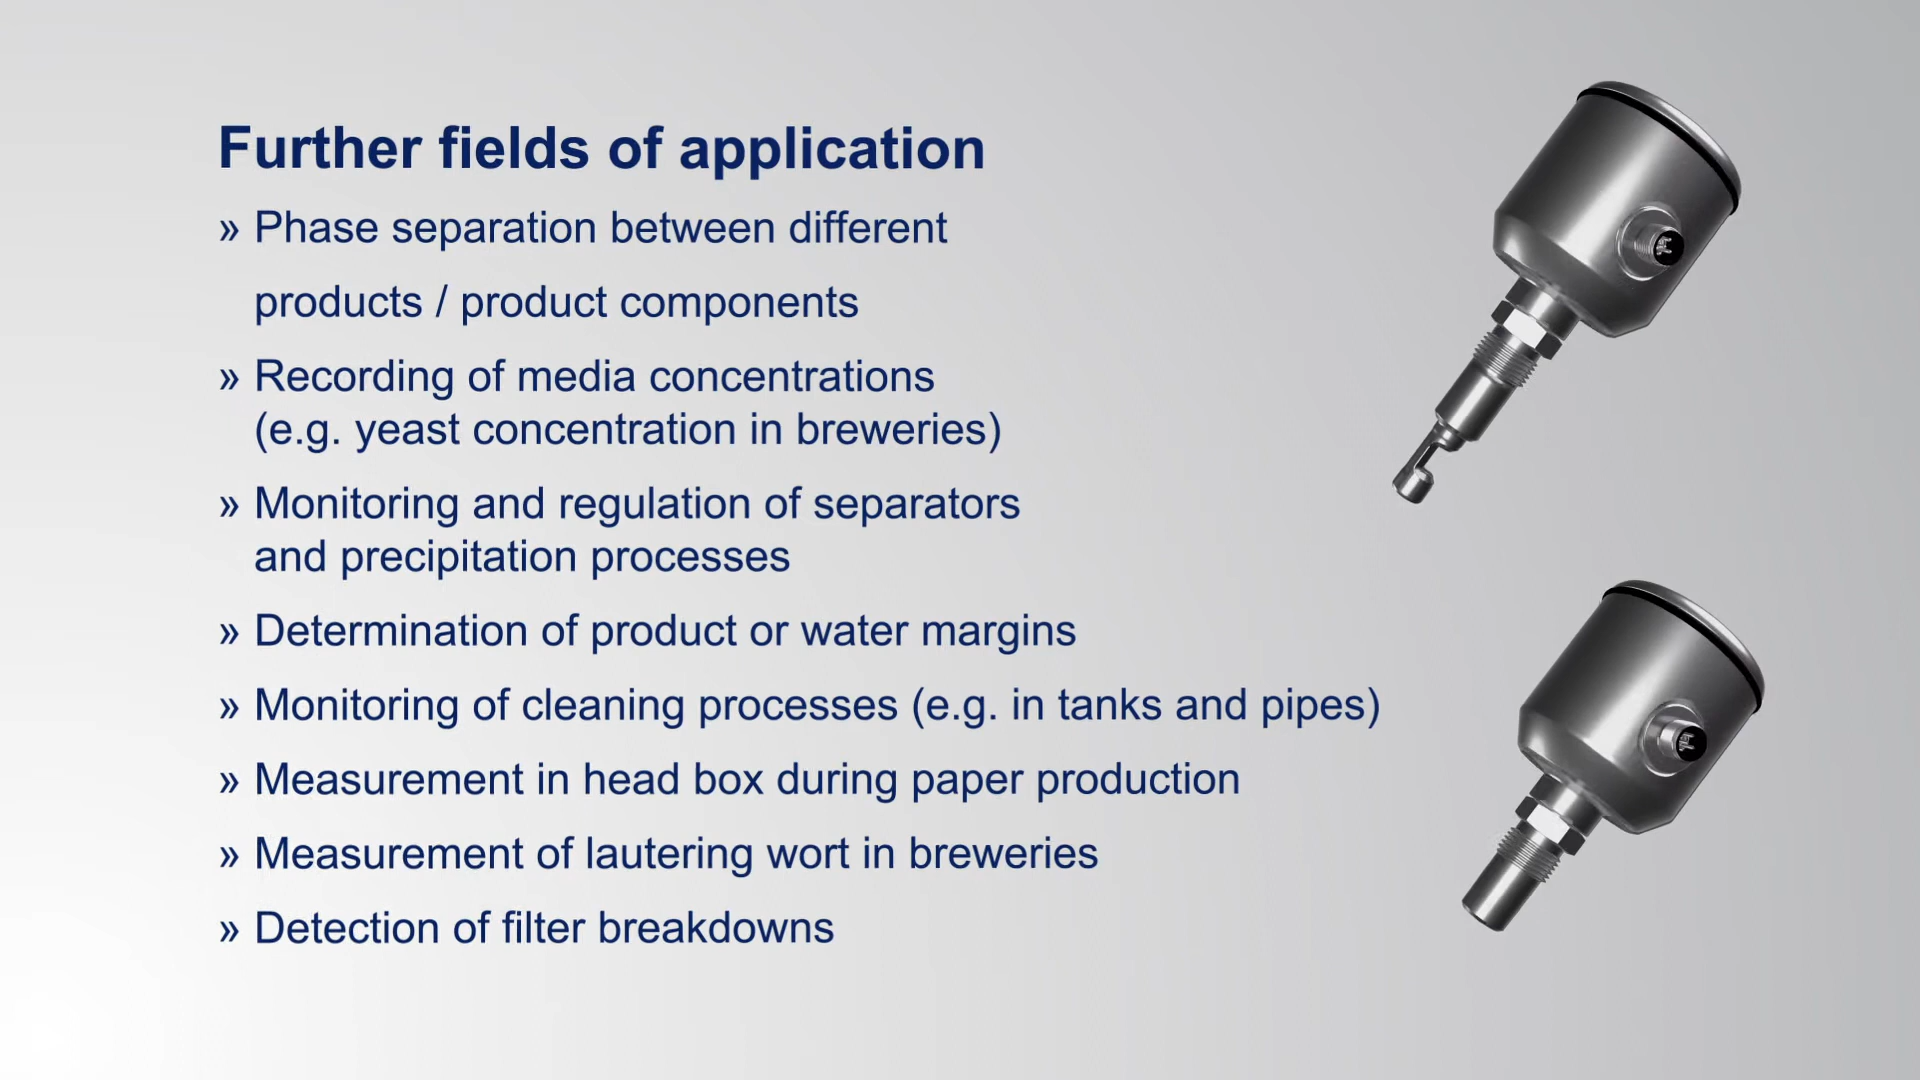 Further fields of application
» Phase separation between different
products / product components
» Recording of media concentrations
(e.g. yeast concentration in breweries)
» Monitoring and regulation of separators
and precipitation processes
» Determination of product or water margins
» Monitoring of cleaning processes (e.g. in tanks and pipes)
» Measurement in head box during paper production
» Measurement of lautering wort in breweries
» Detection of filter breakdowns